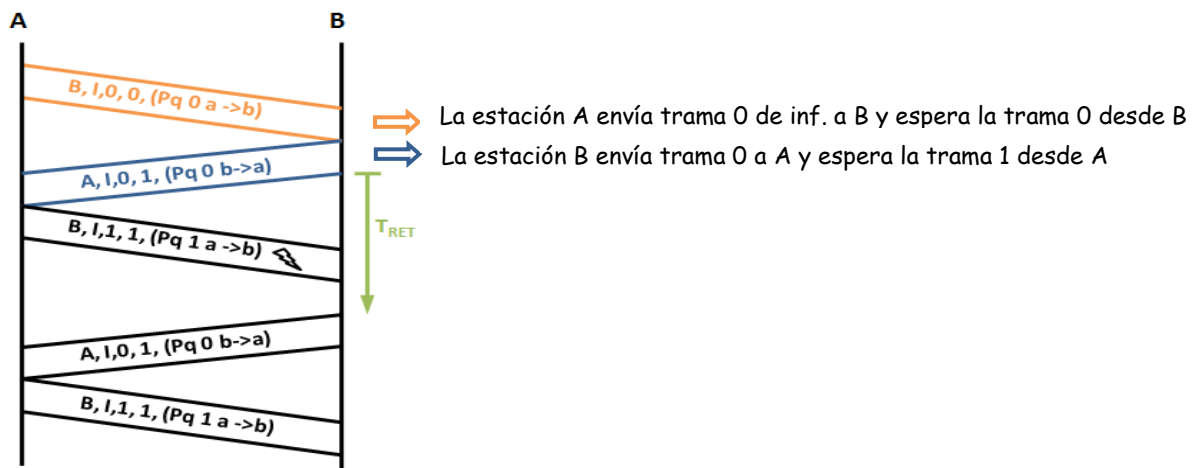 A
B
B, I,0, 0, (Pq 0 a ->b)
La estación A envía trama 0 de inf. a B y espera la trama 0 desde B
La estación B envía trama 0 a A y espera la trama 1 desde A
A, I,0, 1, (Pq 0 b->a)
B, I,1, 1, (Pq 1 a ->b)
TRET
A, I,0, 1, (Pq 0 b->a)
B, I,1, 1, (Pq 1 a ->b)